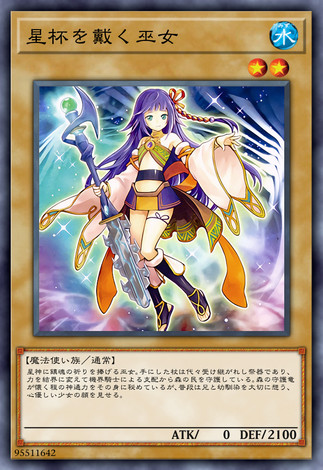 星杯を戴く巫女
水
【魔法使い族／通常】
星神に鎮魂の祈りを捧げる巫女。手にした杖は代々受け継がれし祭器であり、
力を結界に変えて機界騎士による支配から森の民を守護している。森の守護竜
が懐く程の神通力をその身に秘めているが、普段は兄と幼馴染を大切に想う、
心優しい少女の顔を見せる。
ATK/ 0 DEF/2100
95511642